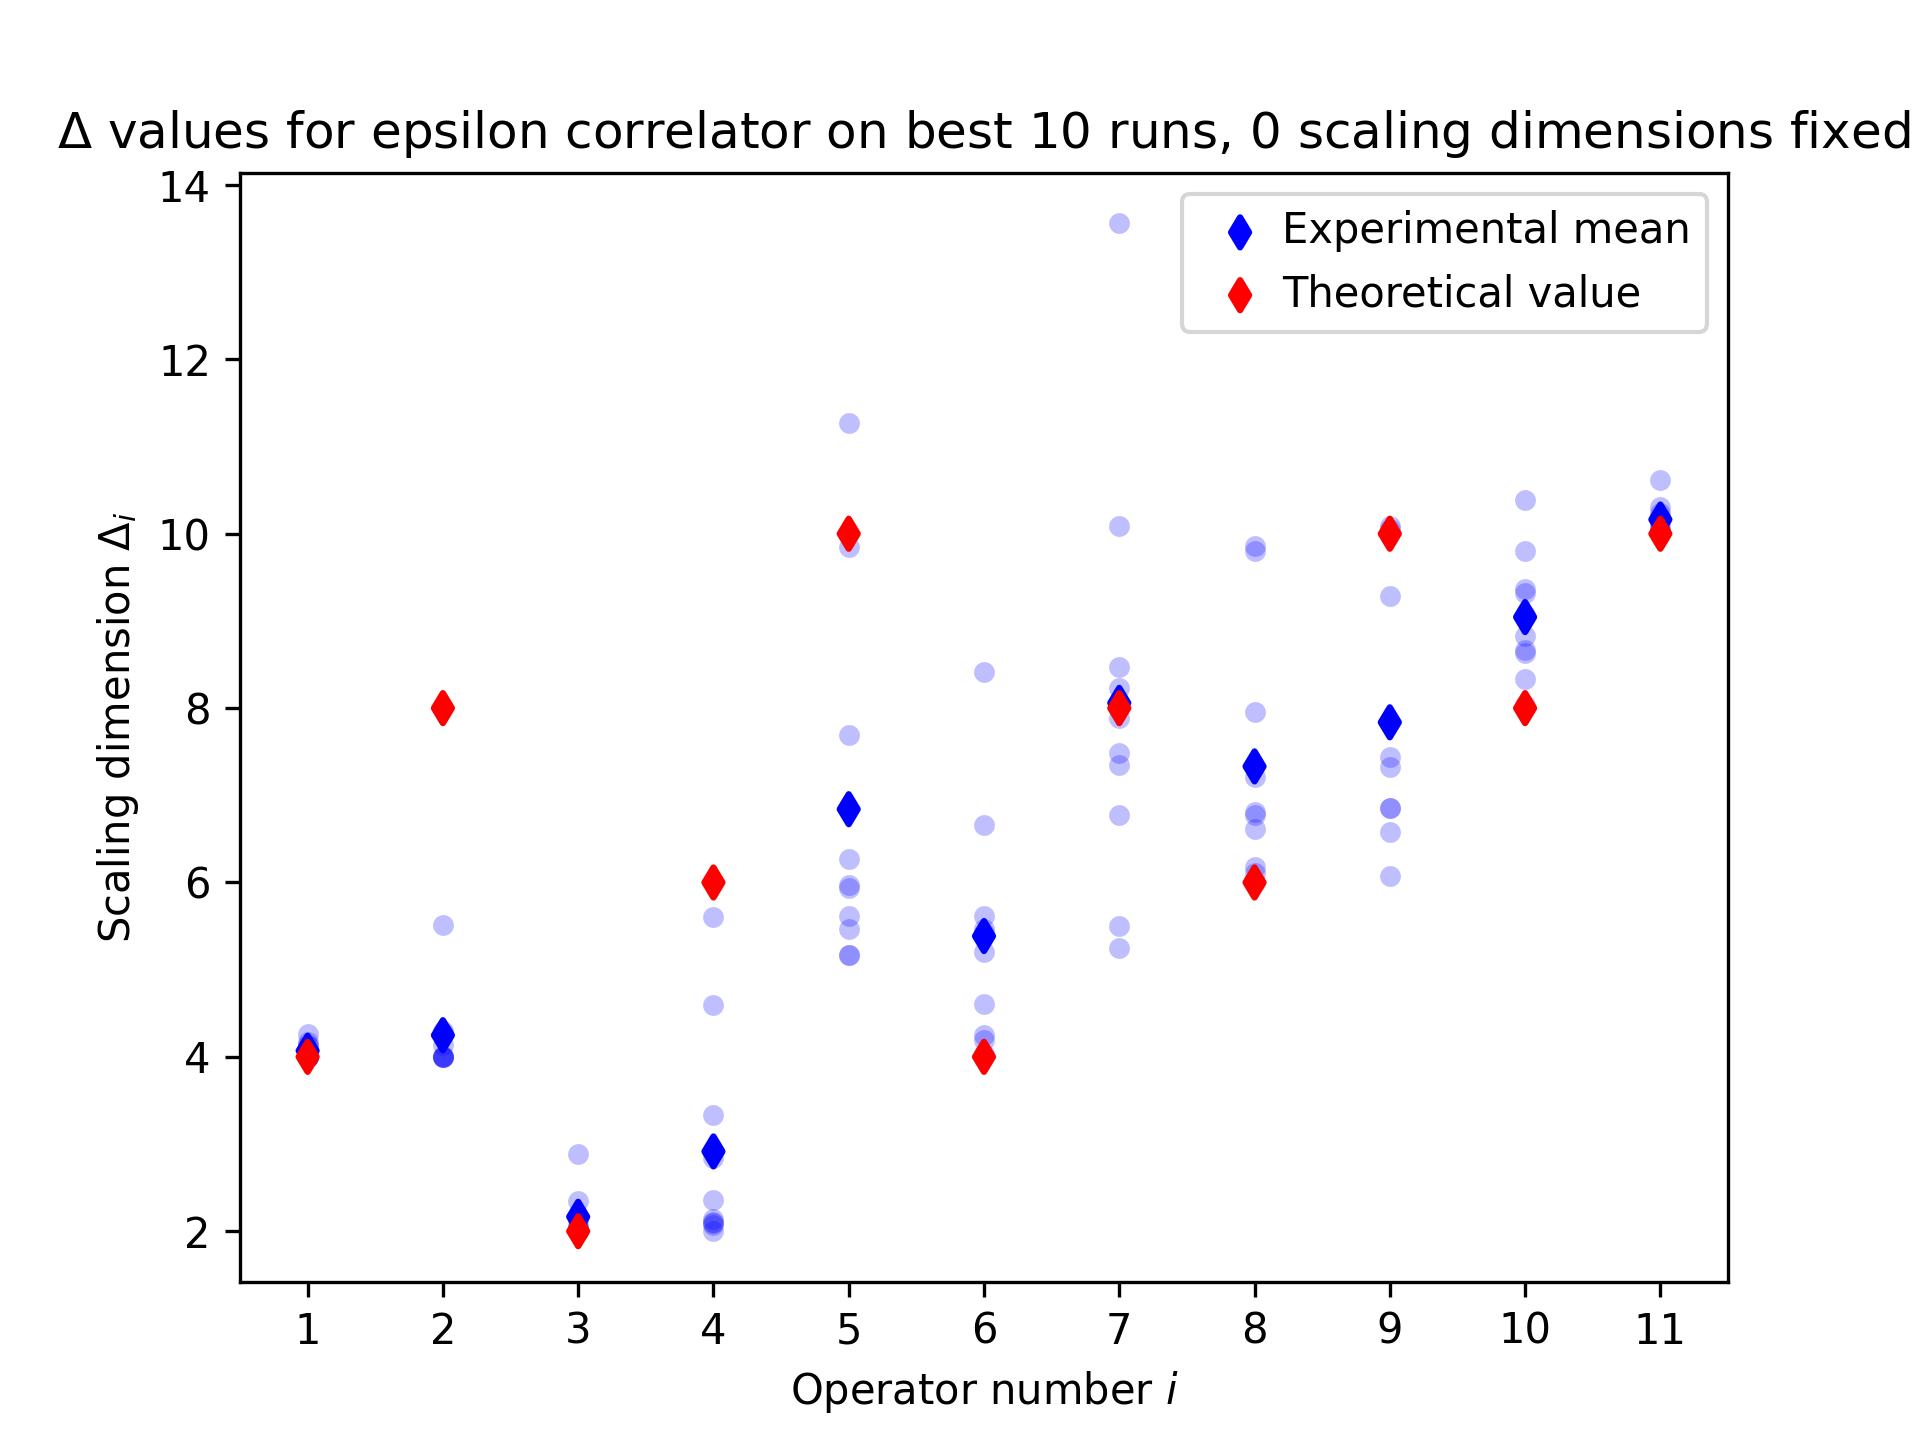 Δ values for epsilon correlator on best 10 runs, 0 scaling dimensions fixed
Experimental mean
Theoretical value
14
12
10
8
6
4
2
Scaling dimension Δᵢ
1 2 3 4 5 6 7 8 9 10 11
Operator number i